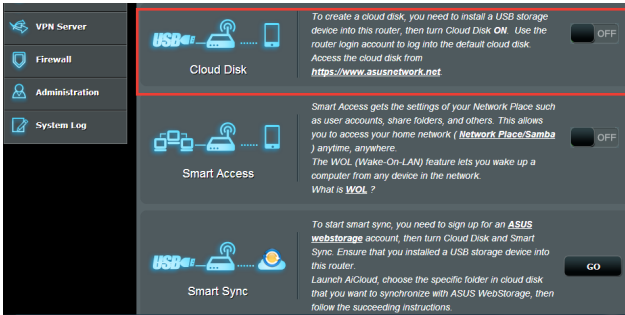 VPN Server
Firewall
Administration
System Log
USB
Cloud Disk
To create a cloud disk, you need to install a USB storage
device into this router, then turn Cloud Disk ON. Use the
router login account to log into the default cloud disk.
Access the cloud disk from
https://www.asusnetwork.net.
OFF
Smart Access
Smart Access gets the settings of your Network Place such
as user accounts, share folders, and others. This allows
you to access your home network ( Network Place/Samba
) anytime, anywhere.
The WOL (Wake-On-LAN) feature lets you wake up a
computer from any device in the network.
What is WOL ?
OFF
USB
Smart Sync
To start smart sync, you need to sign up for an ASUS
webstorage account, then turn Cloud Disk and Smart
Sync. Ensure that you installed a USB storage device into
this router.
Launch AiCloud, choose the specific folder in cloud disk
that you want to synchronize with ASUS WebStorage, then
follow the succeeding instructions.
GO